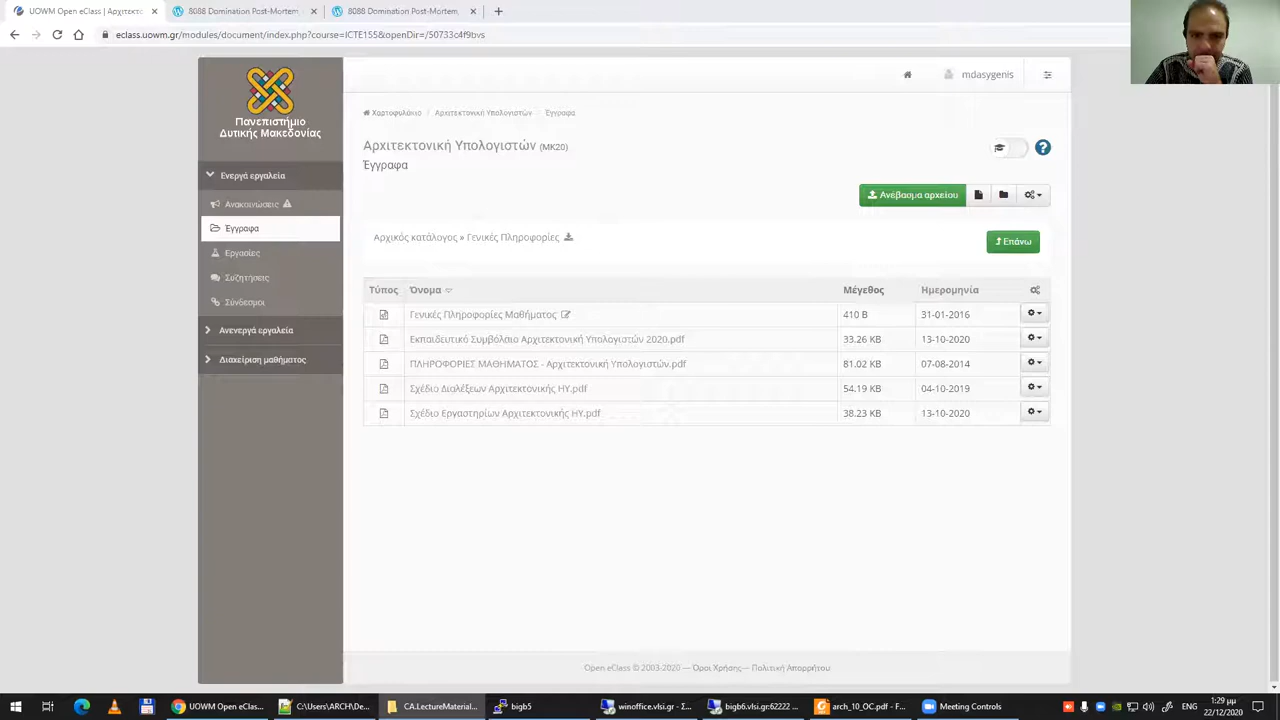 UOWM Open eClass | Αρχιτεκτο
8088 Domination Post-Mortem,
8088 Domination Post-Mortem,
eclass.uowm.gr/modules/document/index.php?course=ICTE155&openDir=/50733c4f9bvs
Πανεπιστήμιο
Δυτικής Μακεδονίας
mdasygenis
Χαρτοφυλάκιο / Αρχιτεκτονική Υπολογιστών / Έγγραφα
Αρχιτεκτονική Υπολογιστών (MK20)
Έγγραφα
Ενεργά εργαλεία
Ανακοινώσεις
Έγγραφα
Εργασίες
Συζητήσεις
Σύνδεσμοι
Ανενεργά εργαλεία
Διαχείριση μαθήματος
Ανέβασμα αρχείου
Αρχικός κατάλογος » Γενικές Πληροφορίες
Επάνω
Τύπος Όνομα Μέγεθος Ημερομηνία
Γενικές Πληροφορίες Μαθήματος 410 B 31-01-2016
Εκπαιδευτικό Συμβόλαιο Αρχιτεκτονική Υπολογιστών 2020.pdf 33.26 KB 13-10-2020
ΠΛΗΡΟΦΟΡΙΕΣ ΜΑΘΗΜΑΤΟΣ - Αρχιτεκτονική Υπολογιστών.pdf 81.02 KB 07-08-2014
Σχέδιο Διαλέξεων Αρχιτεκτονικής ΗΥ.pdf 54.19 KB 04-10-2019
Σχέδιο Εργαστηρίων Αρχιτεκτονικής ΗΥ.pdf 38.23 KB 13-10-2020
Open eClass © 2003-2020 — Όροι Χρήσης— Πολιτική Απορρήτου
UOWM Open eClas... C:\Users\ARCH\De... CA.LectureMaterial... big5 winoffice.vlsi.gr - Σ... big6.vlsi.gr:62222 ... arch_10_OC.pdf - F... Meeting Controls ENG 1:29 μμ
22/12/2020